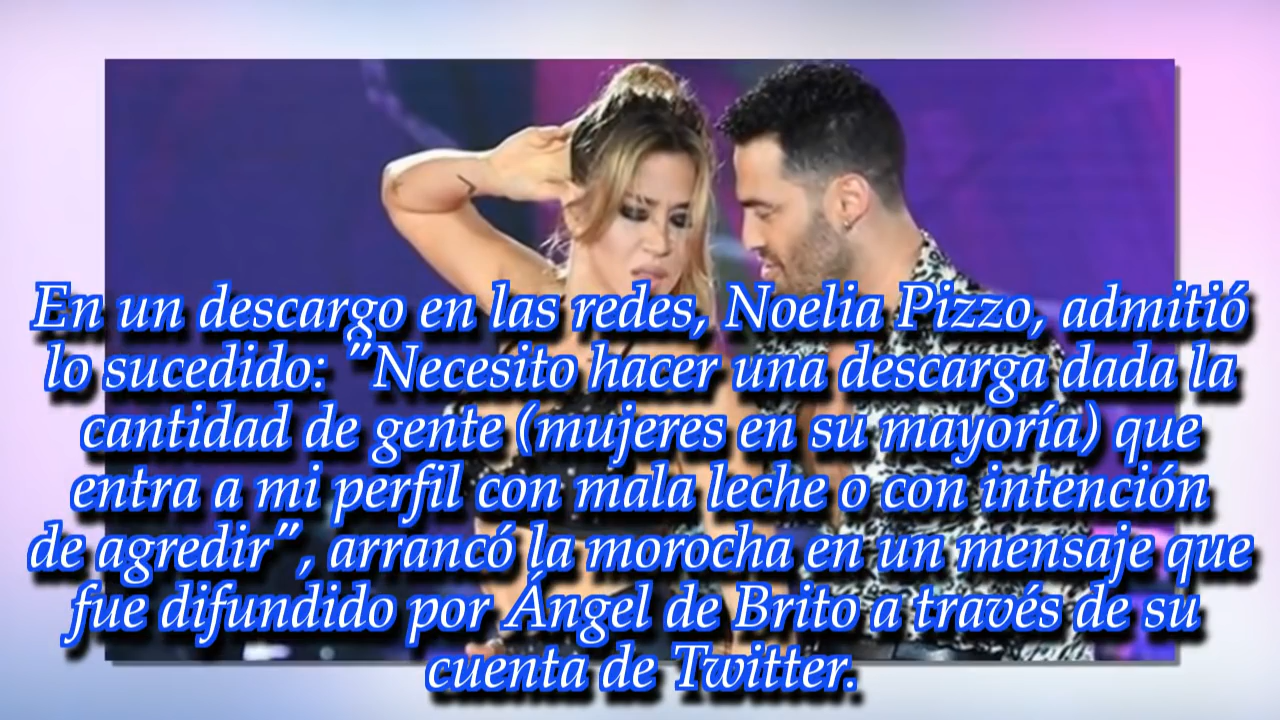 En un descargo en las redes, Noelia Pizzo, admitió
lo sucedido: "Necesito hacer una descarga dada la
cantidad de gente (mujeres en su mayoría) que
entra a mi perfil con mala leche o con intención
de agredir", arrancó la morocha en un mensaje que
fue difundido por Ángel de Brito a través de su
cuenta de Twitter.